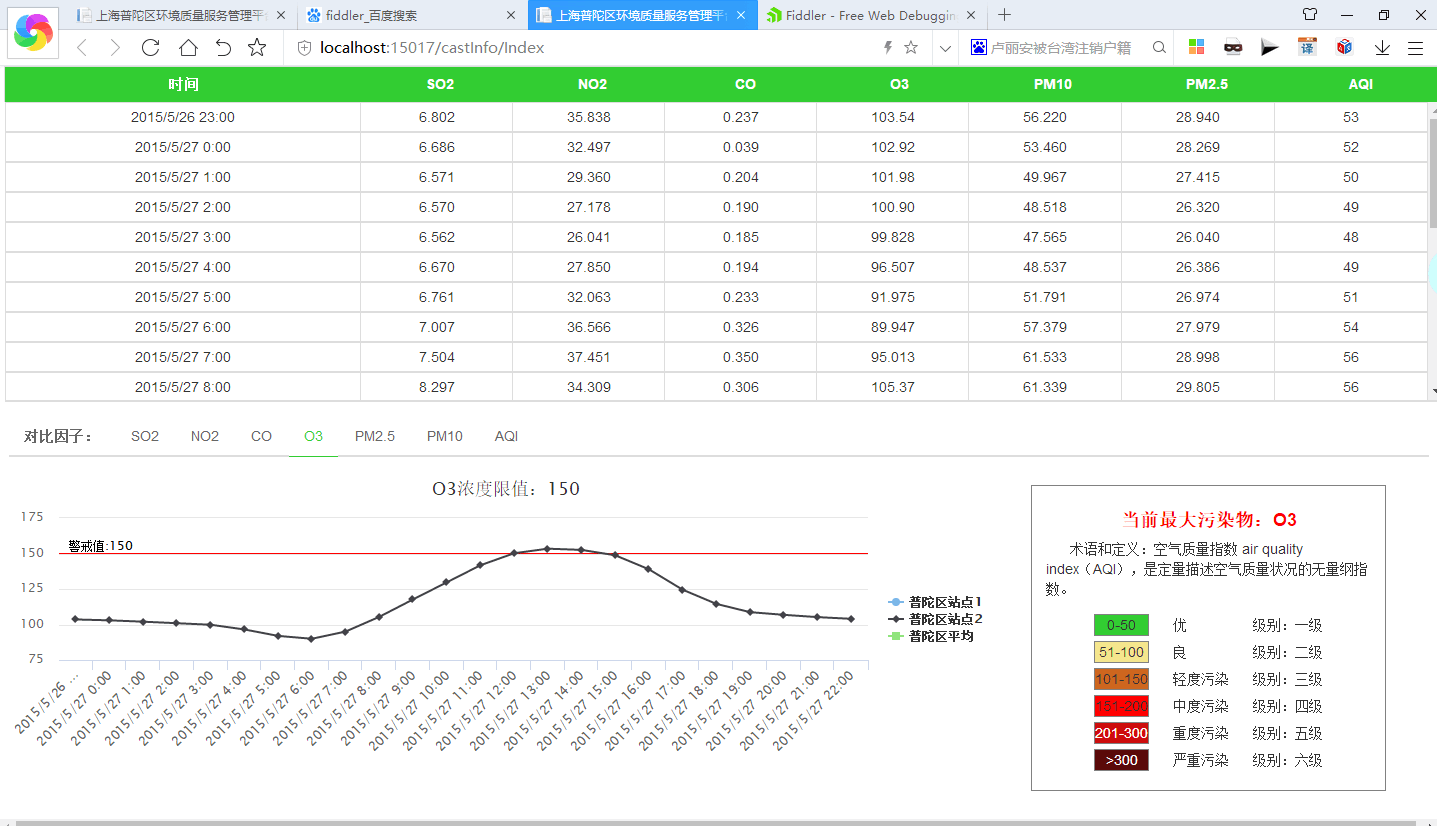 上海普陀区环境质量服务管理平台
fiddler_百度搜索
上海普陀区环境质量服务管理平
Fiddler - Free Web Debuggin
localhost:15017/castInfo/Index
卢丽安被台湾注销户籍
译
时间 SO2 NO2 CO O3 PM10 PM2.5 AQI
2015/5/26 23:00 6.802 35.838 0.237 103.54 56.220 28.940 53
2015/5/27 0:00 6.686 32.497 0.039 102.92 53.460 28.269 52
2015/5/27 1:00 6.571 29.360 0.204 101.98 49.967 27.415 50
2015/5/27 2:00 6.570 27.178 0.190 100.90 48.518 26.320 49
2015/5/27 3:00 6.562 26.041 0.185 99.828 47.565 26.040 48
2015/5/27 4:00 6.670 27.850 0.194 96.507 48.537 26.386 49
2015/5/27 5:00 6.761 32.063 0.233 91.975 51.791 26.974 51
2015/5/27 6:00 7.007 36.566 0.326 89.947 57.379 27.979 54
2015/5/27 7:00 7.504 37.451 0.350 95.013 61.533 28.998 56
2015/5/27 8:00 8.297 34.309 0.306 105.37 61.339 29.805 56
对比因子： SO2 NO2 CO O3 PM2.5 PM10 AQI
O3浓度限值：150
175
警戒值:150
150
125
100
75
2015/5/26 ...
2015/5/27 0:00
2015/5/27 1:00
2015/5/27 2:00
2015/5/27 3:00
2015/5/27 4:00
2015/5/27 5:00
2015/5/27 6:00
2015/5/27 7:00
2015/5/27 8:00
2015/5/27 9:00
2015/5/27 10:00
2015/5/27 11:00
2015/5/27 12:00
2015/5/27 13:00
2015/5/27 14:00
2015/5/27 15:00
2015/5/27 16:00
2015/5/27 17:00
2015/5/27 18:00
2015/5/27 19:00
2015/5/27 20:00
2015/5/27 21:00
2015/5/27 22:00
普陀区站点1
普陀区站点2
普陀区平均
当前最大污染物：O3
术语和定义：空气质量指数 air quality
index（AQI），是定量描述空气质量状况的无量纲指
数。
0-50 优 级别：一级
51-100 良 级别：二级
101-150 轻度污染 级别：三级
151-200 中度污染 级别：四级
201-300 重度污染 级别：五级
>300 严重污染 级别：六级